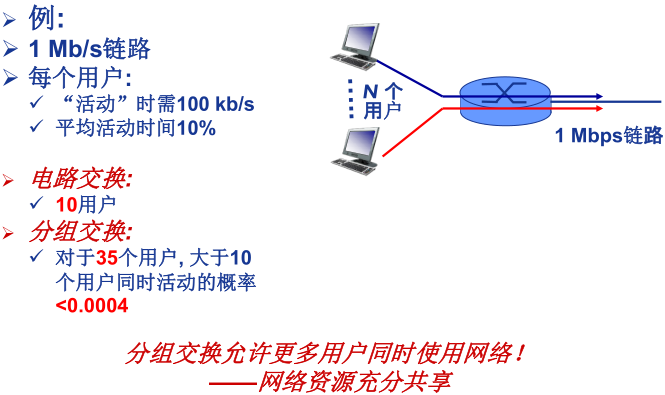 例:
1 Mb/s链路
每个用户:
“活动”时需100 kb/s
平均活动时间10%
电路交换:
10用户
分组交换:
对于35个用户, 大于10
个用户同时活动的概率
<0.0004
N 个
用户
1 Mbps链路
分组交换允许更多用户同时使用网络!
——网络资源充分共享